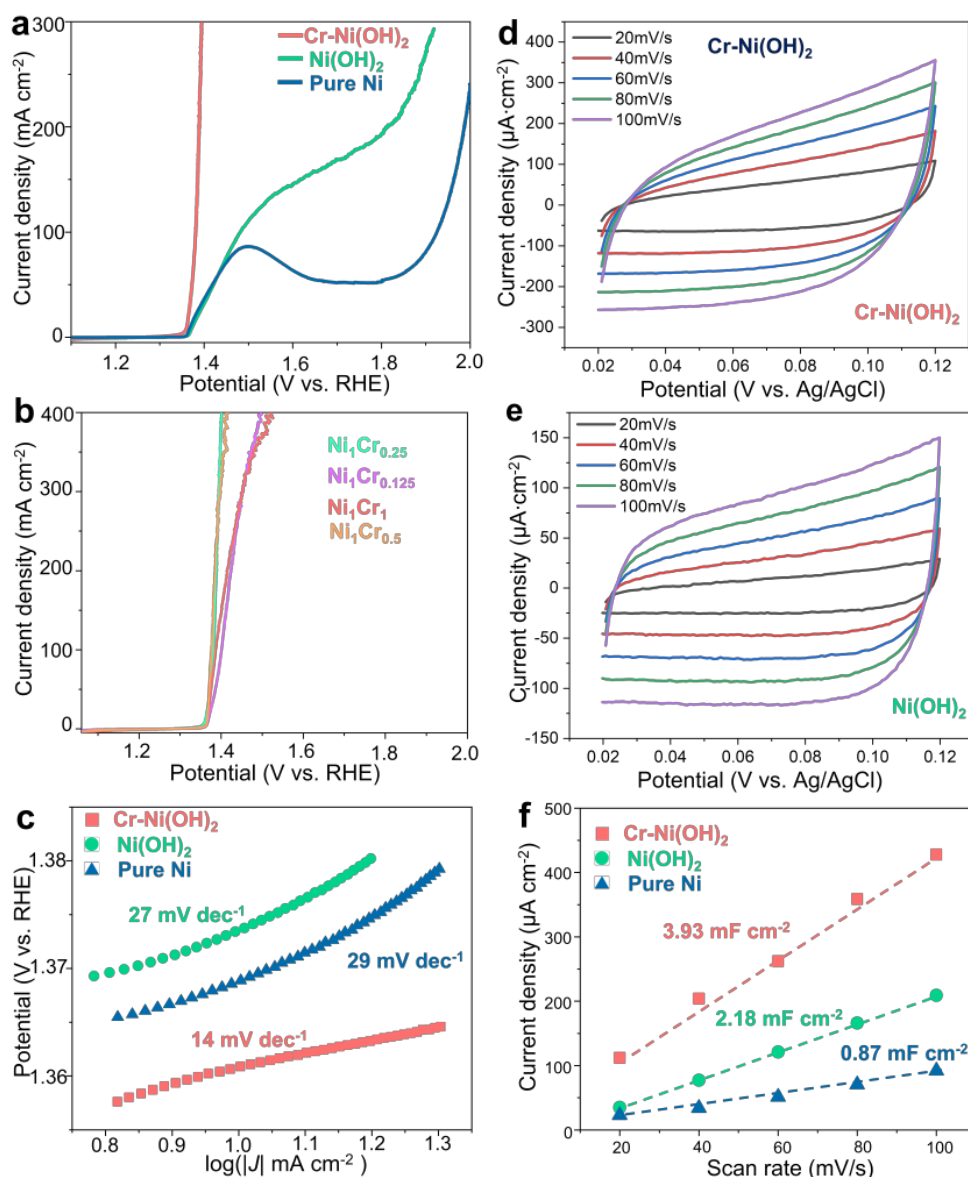 a
300
200
100
0
Current density (mA cm⁻²)
Cr-Ni(OH)₂
Ni(OH)₂
Pure Ni
1.2 1.4 1.6 1.8 2.0
Potential (V vs. RHE)
d
400
300
200
100
0
-100
-200
-300
Current density (μA·cm⁻²)
20mV/s
40mV/s
60mV/s
80mV/s
100mV/s
Cr-Ni(OH)₂
Cr-Ni(OH)₂
0.02 0.04 0.06 0.08 0.10 0.12
Potential (V vs. Ag/AgCl)
b
400
300
200
100
0
Current density (mA cm⁻²)
Ni₁Cr₀.₂₅
Ni₁Cr₀.₁₂₅
Ni₁Cr₁
Ni₁Cr₀.₅
1.2 1.4 1.6 1.8 2.0
Potential (V vs. RHE)
e
150
100
50
0
-50
-100
-150
Current density (μA·cm⁻²)
20mV/s
40mV/s
60mV/s
80mV/s
100mV/s
Ni(OH)₂
0.02 0.04 0.06 0.08 0.10 0.12
Potential (V vs. Ag/AgCl)
c
Cr-Ni(OH)₂
Ni(OH)₂
Pure Ni
1.38
1.37
1.36
Potential (V vs. RHE)
27 mV dec⁻¹
29 mV dec⁻¹
14 mV dec⁻¹
0.8 0.9 1.0 1.1 1.2 1.3
log(|J| mA cm⁻²)
f
500
400
300
200
100
0
Current density (μA cm⁻²)
Cr-Ni(OH)₂
Ni(OH)₂
Pure Ni
3.93 mF cm⁻²
2.18 mF cm⁻²
0.87 mF cm⁻²
20 40 60 80 100
Scan rate (mV/s)